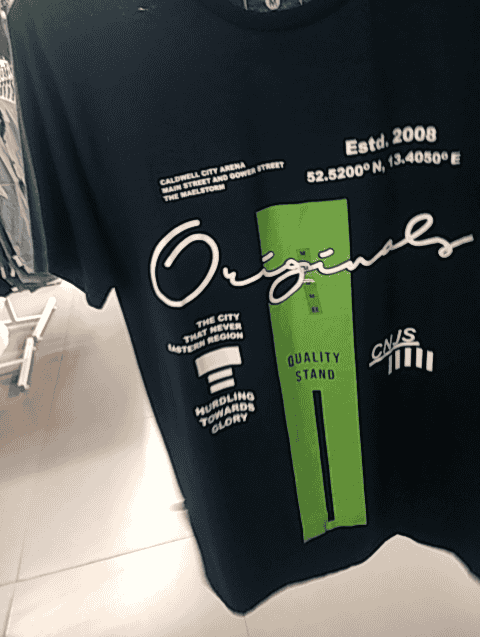 Estd. 2008
52.5200° N, 13.4050° E
CALDWELL CITY ARENA
MAIN STREET AND GOWER STREET
THE MAELSTORM
Originals
THE CITY
THAT NEVER
EASTERN REGION
HURDLING
TOWARDS
GLORY
QUALITY
STAND
CNJS